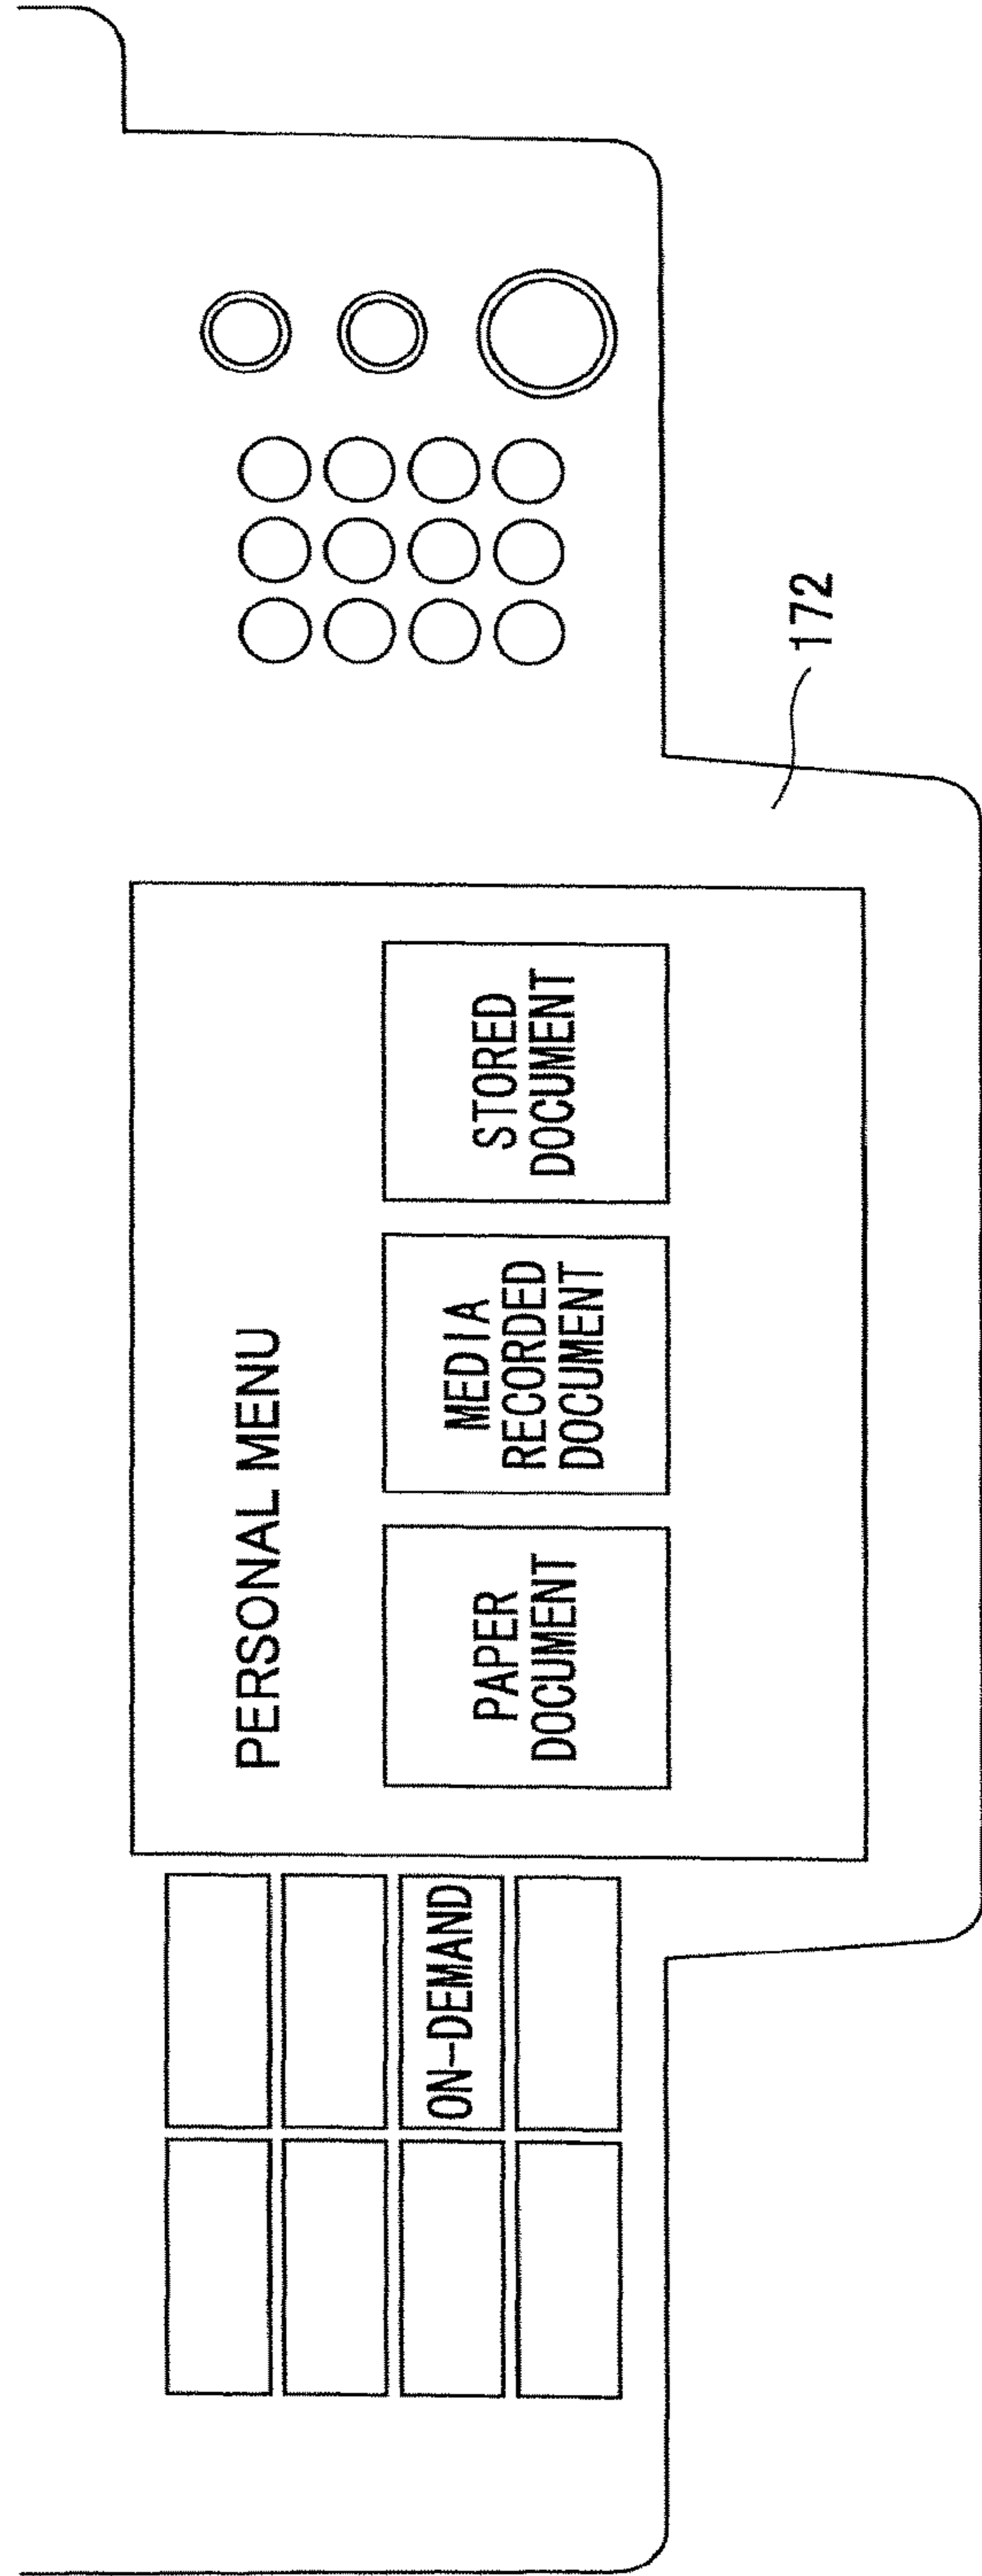 PERSONAL MENU
ON-DEMAND
PAPER
DOCUMENT
MEDIA
RECORDED
DOCUMENT
STORED
DOCUMENT
172